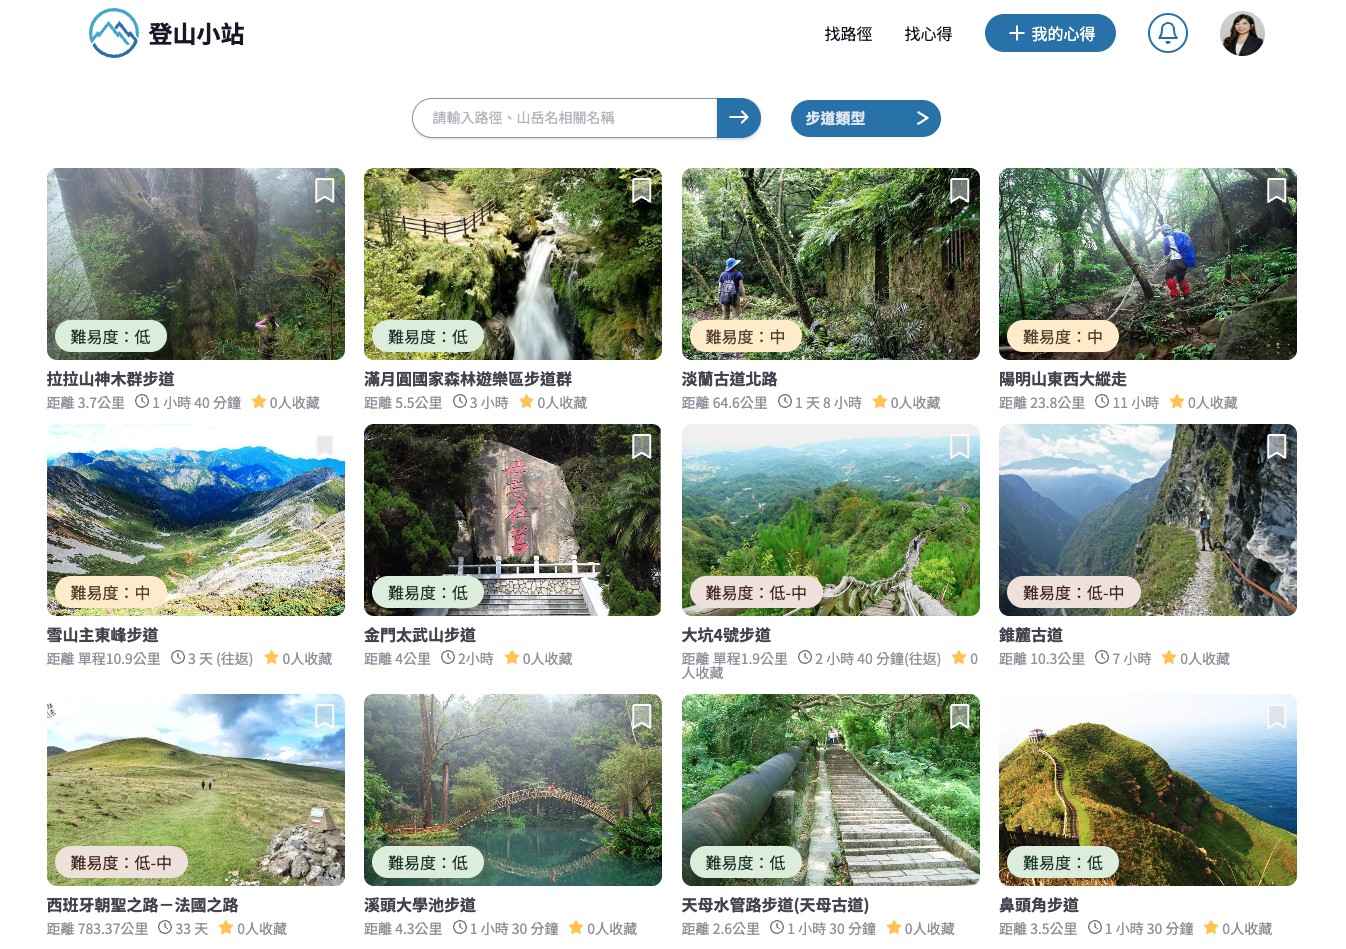 登山小站
找路徑
找心得
我的心得
請輸入路徑、山岳名相關名稱
步道類型
難易度：低
難易度：低
難易度：中
難易度：中
拉拉山神木群步道
滿月圓國家森林遊樂區步道群
淡蘭古道北路
陽明山東西大縱走
距離 3.7公里 1 小時 40 分鐘 0人收藏
距離 5.5公里 3 小時 0人收藏
距離 64.6公里 1 天 8 小時 0人收藏
距離 23.8公里 11 小時 0人收藏
毋忘在莒
難易度：中
難易度：低
難易度：低-中
難易度：低-中
雪山主東峰步道
金門太武山步道
大坑4號步道
錐麓古道
距離 單程10.9公里 3 天 (往返) 0人收藏
距離 4公里 2小時 0人收藏
距離 單程1.9公里 2 小時 40 分鐘(往返) 0
人收藏
距離 10.3公里 7 小時 0人收藏
難易度：低-中
難易度：低
難易度：低
難易度：低
西班牙朝聖之路－法國之路
溪頭大學池步道
天母水管路步道(天母古道)
鼻頭角步道
距離 783.37公里 33 天 0人收藏
距離 4.3公里 1 小時 30 分鐘 0人收藏
距離 2.6公里 1 小時 30 分鐘 0人收藏
距離 3.5公里 1 小時 30 分鐘 0人收藏